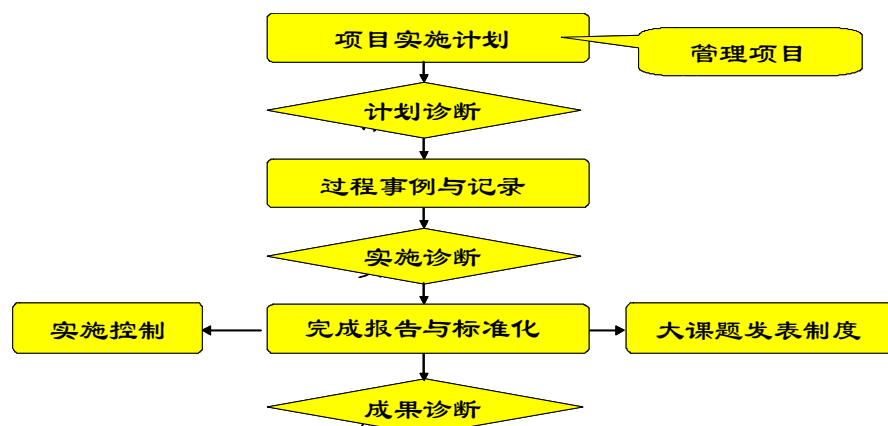 项目实施计划
管理项目
计划诊断
过程事例与记录
实施诊断
实施控制
完成报告与标准化
大课题发表制度
成果诊断